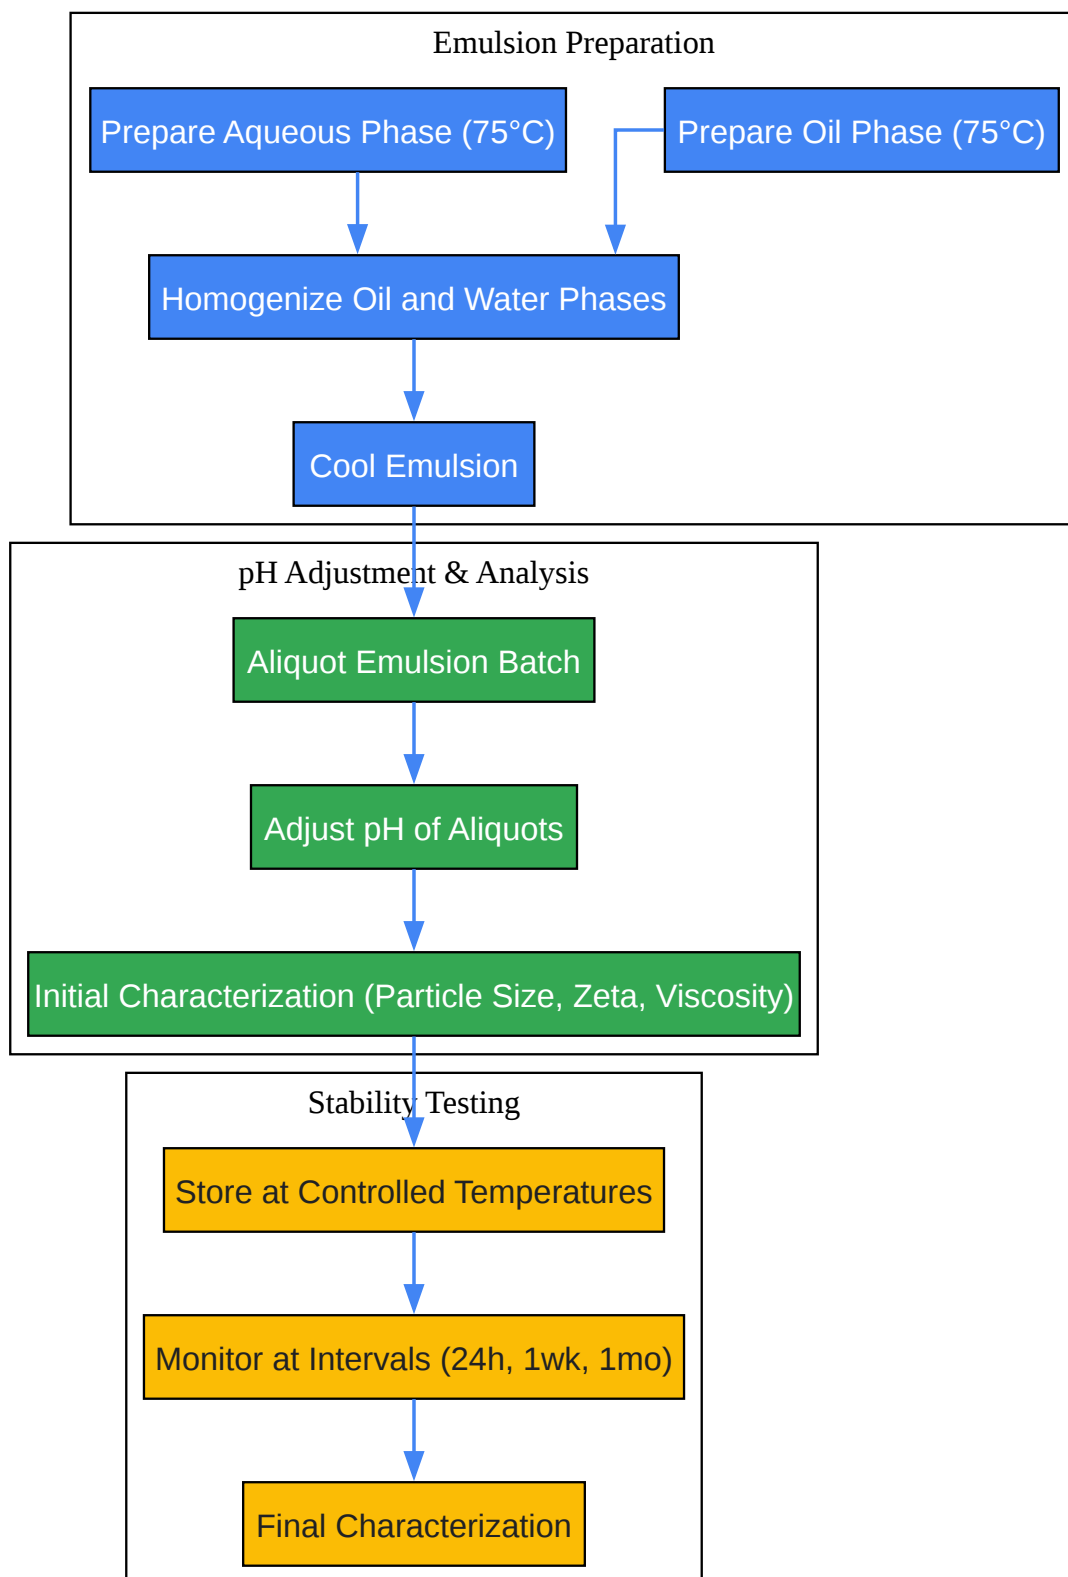 Emulsion Preparation
Prepare Aqueous Phase (75°C)
Prepare Oil Phase (75°C)
Homogenize Oil and Water Phases
Cool Emulsion
pH Adjustment & Analysis
Aliquot Emulsion Batch
Adjust pH of Aliquots
Initial Characterization (Particle Size, Zeta, Viscosity)
Stability Testing
Store at Controlled Temperatures
Monitor at Intervals (24h, 1wk, 1mo)
Final Characterization